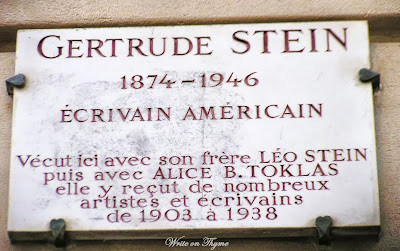 GERTRUDE STEIN
1874-1946
ÉCRIVAIN AMÉRICAIN
Vécut ici avec son frère LÉO STEIN
puis avec ALICE B. TOKLAS
elle y reçut de nombreux
artistes et écrivains
de 1903 à 1938
Write on Thyme